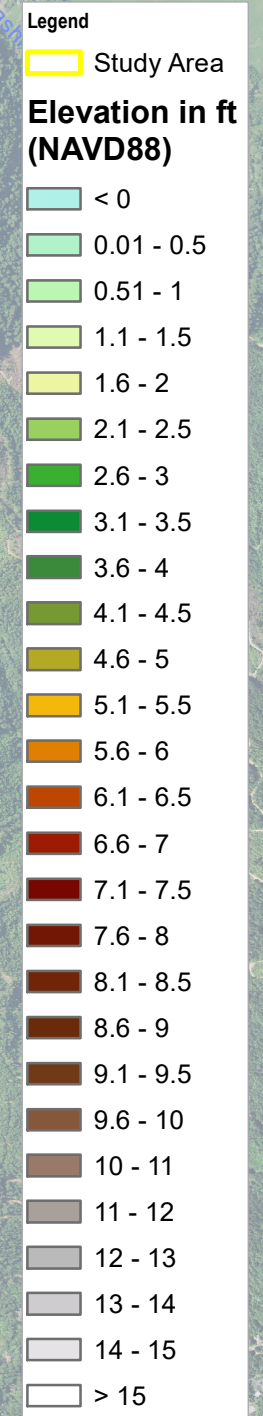 Legend
Study Area
Elevation in ft
(NAVD88)
< 0
0.01 - 0.5
0.51 - 1
1.1 - 1.5
1.6 - 2
2.1 - 2.5
2.6 - 3
3.1 - 3.5
3.6 - 4
4.1 - 4.5
4.6 - 5
5.1 - 5.5
5.6 - 6
6.1 - 6.5
6.6 - 7
7.1 - 7.5
7.6 - 8
8.1 - 8.5
8.6 - 9
9.1 - 9.5
9.6 - 10
10 - 11
11 - 12
12 - 13
13 - 14
14 - 15
> 15